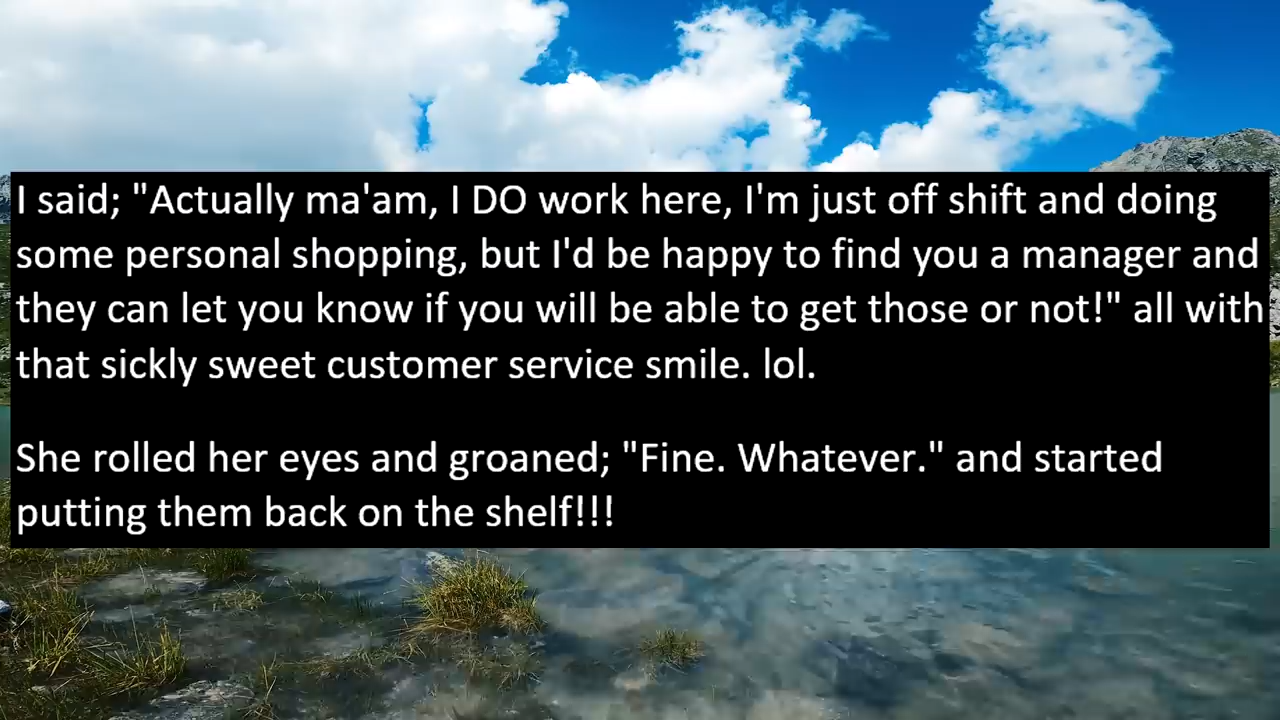 I said; "Actually ma'am, I DO work here, I'm just off shift and doing
some personal shopping, but I'd be happy to find you a manager and
they can let you know if you will be able to get those or not!" all with
that sickly sweet customer service smile. lol.
She rolled her eyes and groaned; "Fine. Whatever." and started
putting them back on the shelf!!!